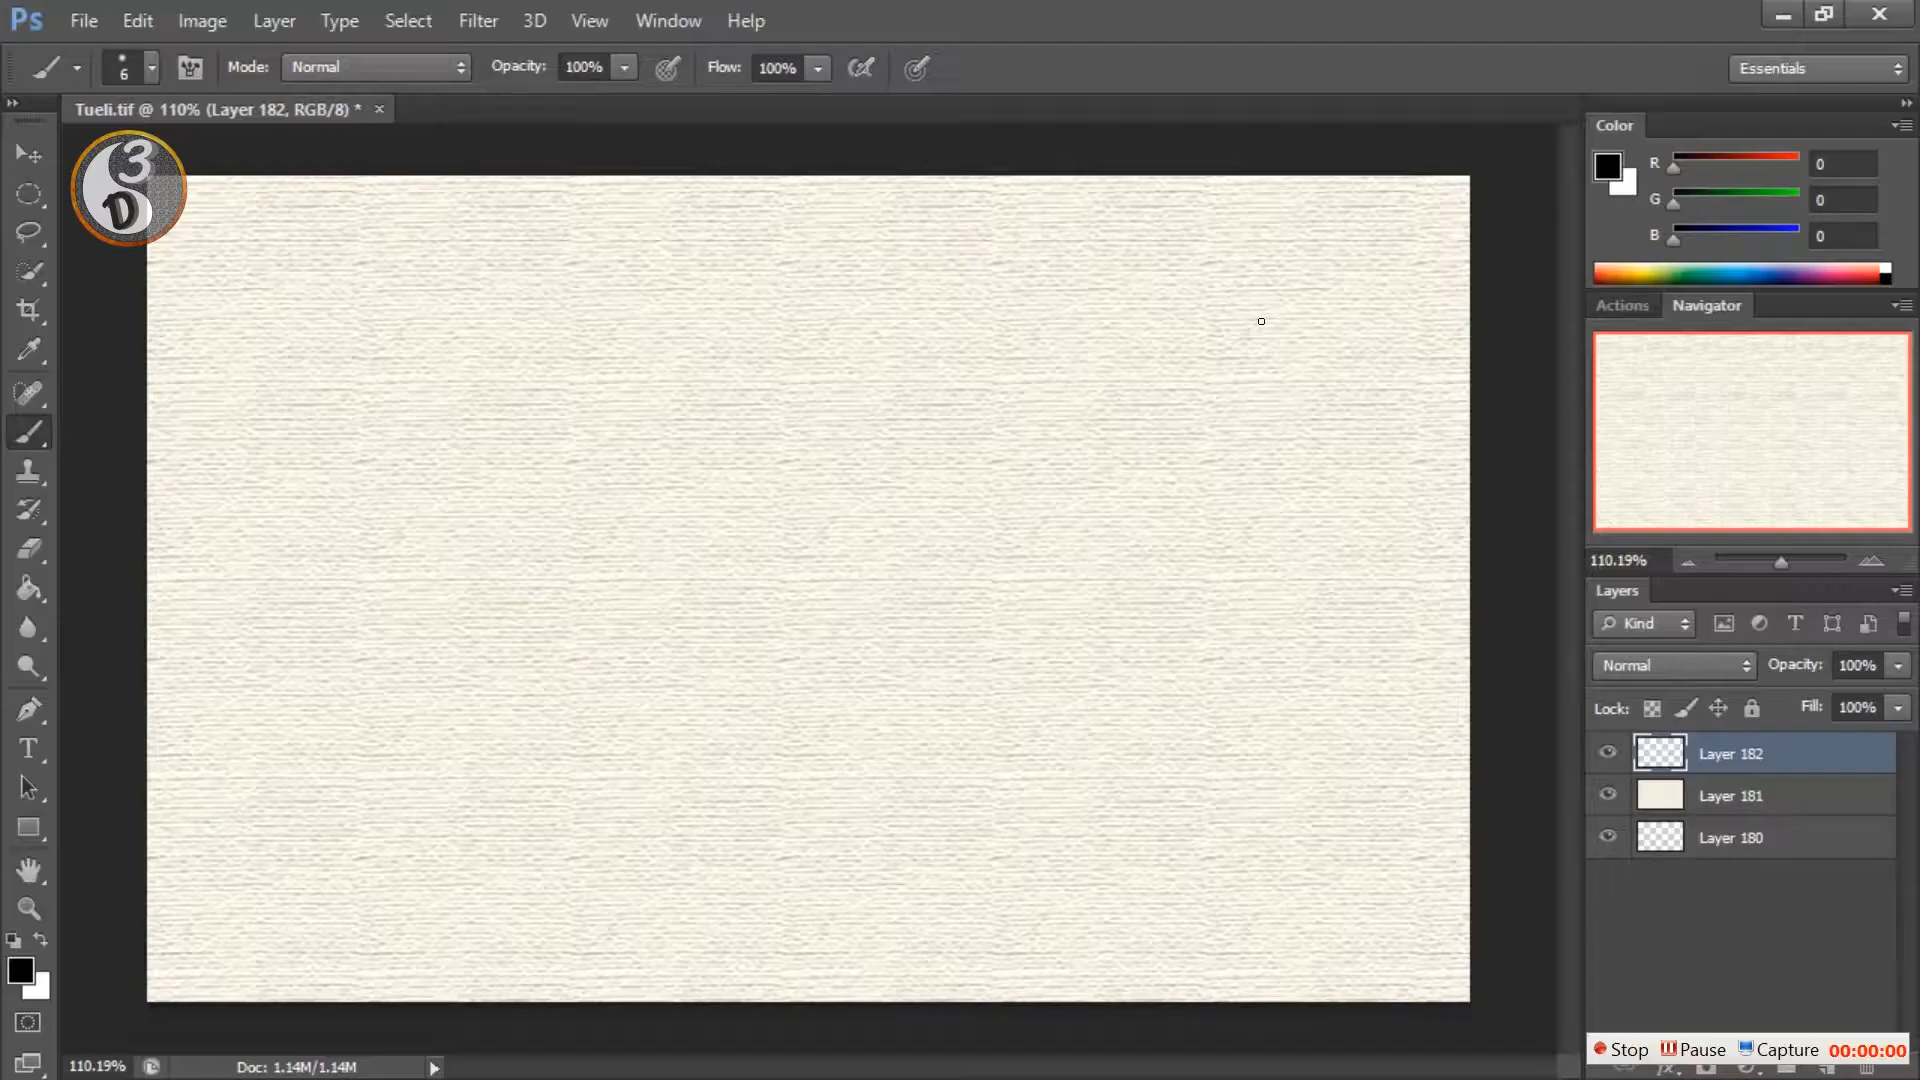 Ps File Edit Image Layer Type Select Filter 3D View Window Help
6 Mode: Normal Opacity: 100% Flow: 100% Essentials
Tueli.tif @ 110% (Layer 182, RGB/8) * ×
3D
Color
R 0
G 0
B 0
Actions Navigator
110.19%
Layers
Kind
Normal Opacity: 100%
Lock: Fill: 100%
Layer 182
Layer 181
Layer 180
Stop Pause Capture 00:00:00
110.19% Doc: 1.14M/1.14M